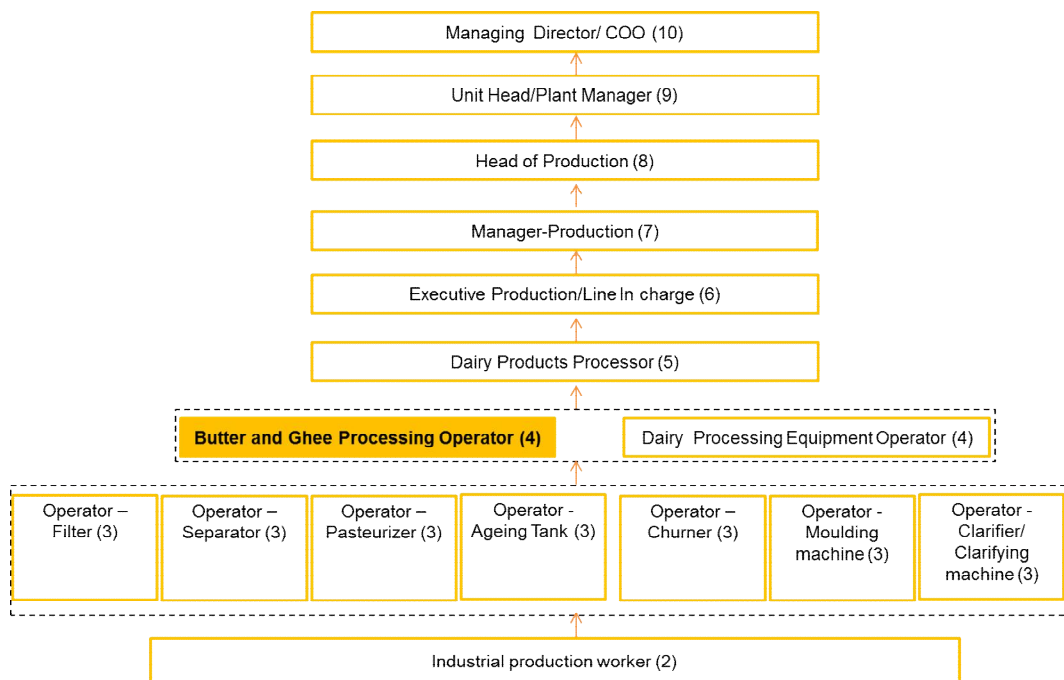 Managing Director/ COO (10)
Unit Head/Plant Manager (9)
Head of Production (8)
Manager-Production (7)
Executive Production/Line In charge (6)
Dairy Products Processor (5)
Butter and Ghee Processing Operator (4)
Dairy Processing Equipment Operator (4)
Operator –
Filter (3)
Operator –
Separator (3)
Operator –
Pasteurizer (3)
Operator -
Ageing Tank (3)
Operator –
Churner (3)
Operator -
Moulding
machine (3)
Operator -
Clarifier/
Clarifying
machine (3)
Industrial production worker (2)